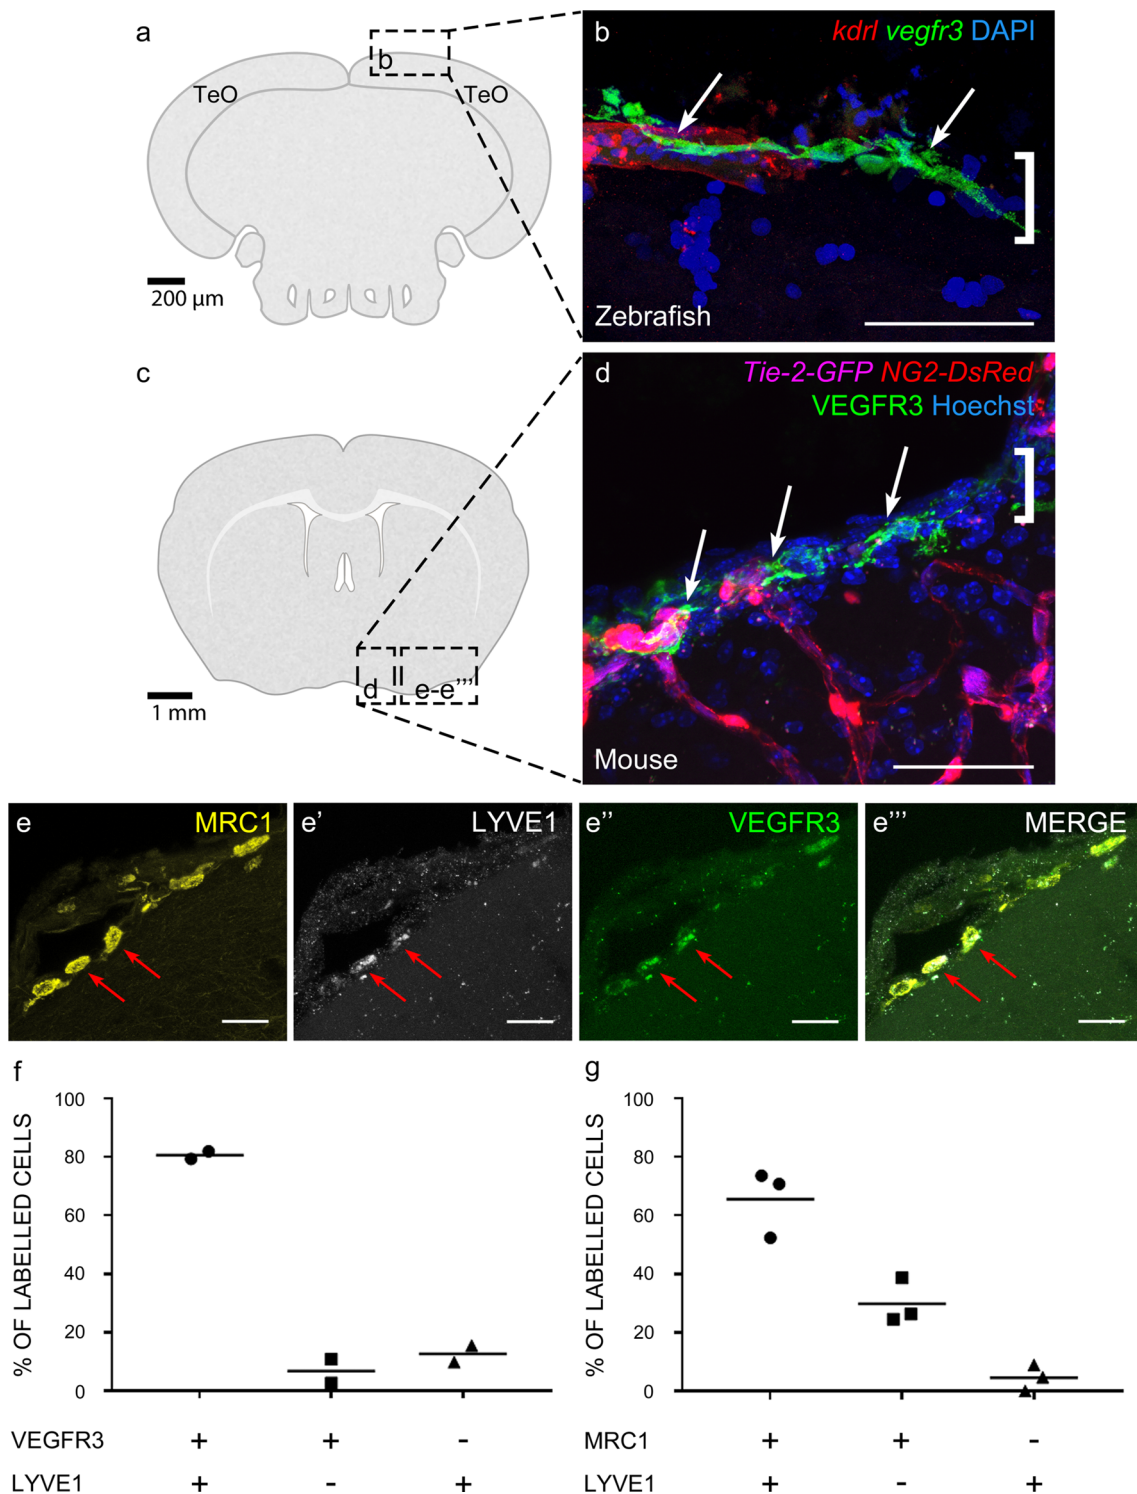 a
b
TeO
TeO
200 µm
b
kdrl vegfr3 DAPI
Zebrafish
c
d
e-e’’’
1 mm
d
Tie-2-GFP NG2-DsRed
VEGFR3 Hoechst
Mouse
e
MRC1
e’
LYVE1
e’’
VEGFR3
e’’’
MERGE
f
% OF LABELLED CELLS
100
80
60
40
20
0
VEGFR3 + + -
LYVE1 + - +
g
% OF LABELLED CELLS
100
80
60
40
20
0
MRC1 + + -
LYVE1 + - +